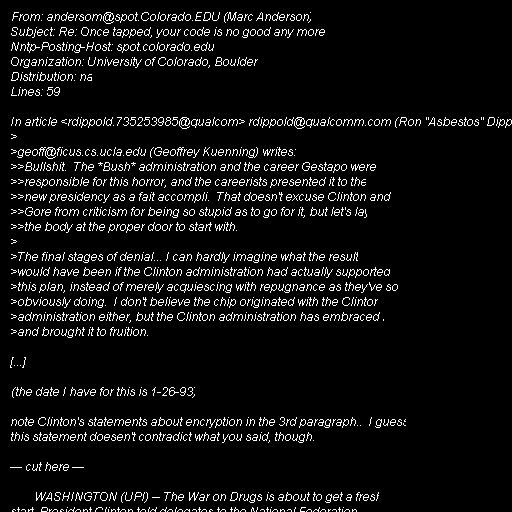 From: andersom@spot.Colorado.EDU (Marc Anderson)
Subject: Re: Once tapped, your code is no good any more
Nntp-Posting-Host: spot.colorado.edu
Organization: University of Colorado, Boulder
Distribution: na
Lines: 59

In article <rdippold.735253985@qualcom> rdippold@qualcomm.com (Ron "Asbestos" Dipp
>
>geoff@ficus.cs.ucla.edu (Geoffrey Kuenning) writes:
>>Bullshit.  The *Bush* administration and the career Gestapo were
>>responsible for this horror, and the careerists presented it to the
>>new presidency as a fait accompli.  That doesn't excuse Clinton and
>>Gore from criticism for being so stupid as to go for it, but let's lay
>>the body at the proper door to start with.
>
>The final stages of denial... I can hardly imagine what the result
>would have been if the Clinton administration had actually supported
>this plan, instead of merely acquiescing with repugnance as they've so
>obviously doing.  I don't believe the chip originated with the Clinton
>administration either, but the Clinton administration has embraced
>and brought it to fruition.

[...]

(the date I have for this is 1-26-93)

note Clinton's statements about encryption in the 3rd paragraph..  I guess
this statement doesen't contradict what you said, though.

--- cut here ---

WASHINGTON (UPI) -- The War on Drugs is about to get a fresh
start, President Clinton told delegates to the National Federation